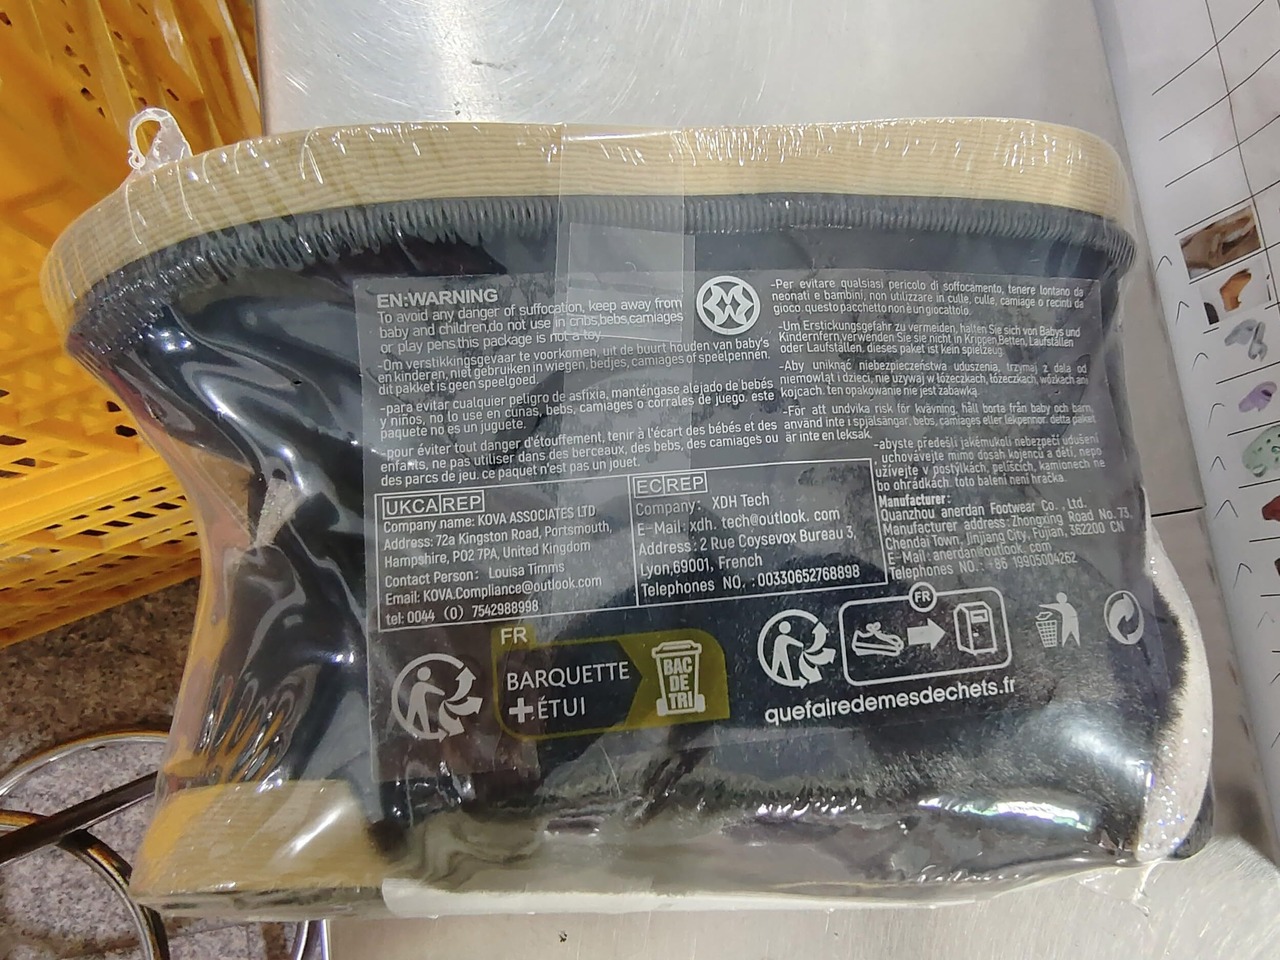 EN:WARNING
To avoid any danger of suffocation, keep away from
baby and children,do not use in cribs,bebs,camiages
or play pens.this package is not a tey.
-Om verstikkingsgevaar te voorkomen, uit de buurt houden van baby's
en kinderen, niet gebruiken in wiegen, bedjes, camiages of speelpennen.
dit pakket is geen speelgoed.
-para evitar cualquier peligro de asfixia, manténgase alejado de bebés
y niños, no lo use en cunas, bebs, camiages o corrales de juego. este
paquete no es un juguete.
-pour éviter tout danger d'étouffement, tenir à l'écart des bébés et des
enfants, ne pas utiliser dans des berceaux, des bebs, des camiages ou
des parcs de jeu. ce paquet n'est pas un jouet.
-Per evitare qualsiasi pericolo di soffocamento, tenere lontano da
neonati e bambini, non utilizzare in culle, culle, camiage o recinti da
gioco. questo pacchetto non è un giocattolo.
-Um Erstickungsgefahr zu vermeiden, halten Sie sich von Babys und
Kindernfern verwenden Sie sie nicht in Krippen,Betten, Laufställen
oder Laufställen. dieses paket ist kein spielzeug.
-Aby uniknąć niebezpieczeństwa uduszenia, trzymaj z dala od
niemowląt i dzieci, nie używaj w łóżeczkach, łóżeczkach, wózkach ani
kojcach. ten opakowanie nie jest zabawką.
-För att undvika risk för kvävning, håll borta från baby och barn,
använd inte i spjälsängar, bebs, camiages eller lekpennor. detta paket
är inte en leksak.
-abyste předešli jakémukoli nebezpečí udušení
, uchovávejte mimo dosah kojenců a dětí, nepo
užívejte v postýlkách, pelíšcích, kamionech ne
bo ohrádkách. toto balení není hračka.
Manufacturer:
Quanzhou anerdan Footwear Co., Ltd.
Manufacturer address: Zhongxing Road No. 73,
Chendai Town, Jinjiang City, Fujian, 362200 CN
E-Mail: anerdan@outlook.com
Telephones NO.: +86 19905004262
UKCA REP
Company name: KOVA ASSOCIATES LTD
Address: 72a Kingston Road, Portsmouth,
Hampshire, PO2 7PA, United Kingdom
Contact Person: Louisa Timms
Email: KOVA.Compliance@outlook.com
tel: 0044 (0) 7542988998
EC REP
Company: XDH Tech
E-Mail: xdh. tech@outlook. com
Address: 2 Rue Coysevox Bureau 3,
Lyon,69001, French
Telephones NO. :00330652768898
FR
BARQUETTE
+ÉTUI
BAC
DE
TRI
FR
quefairedemesdechets.fr